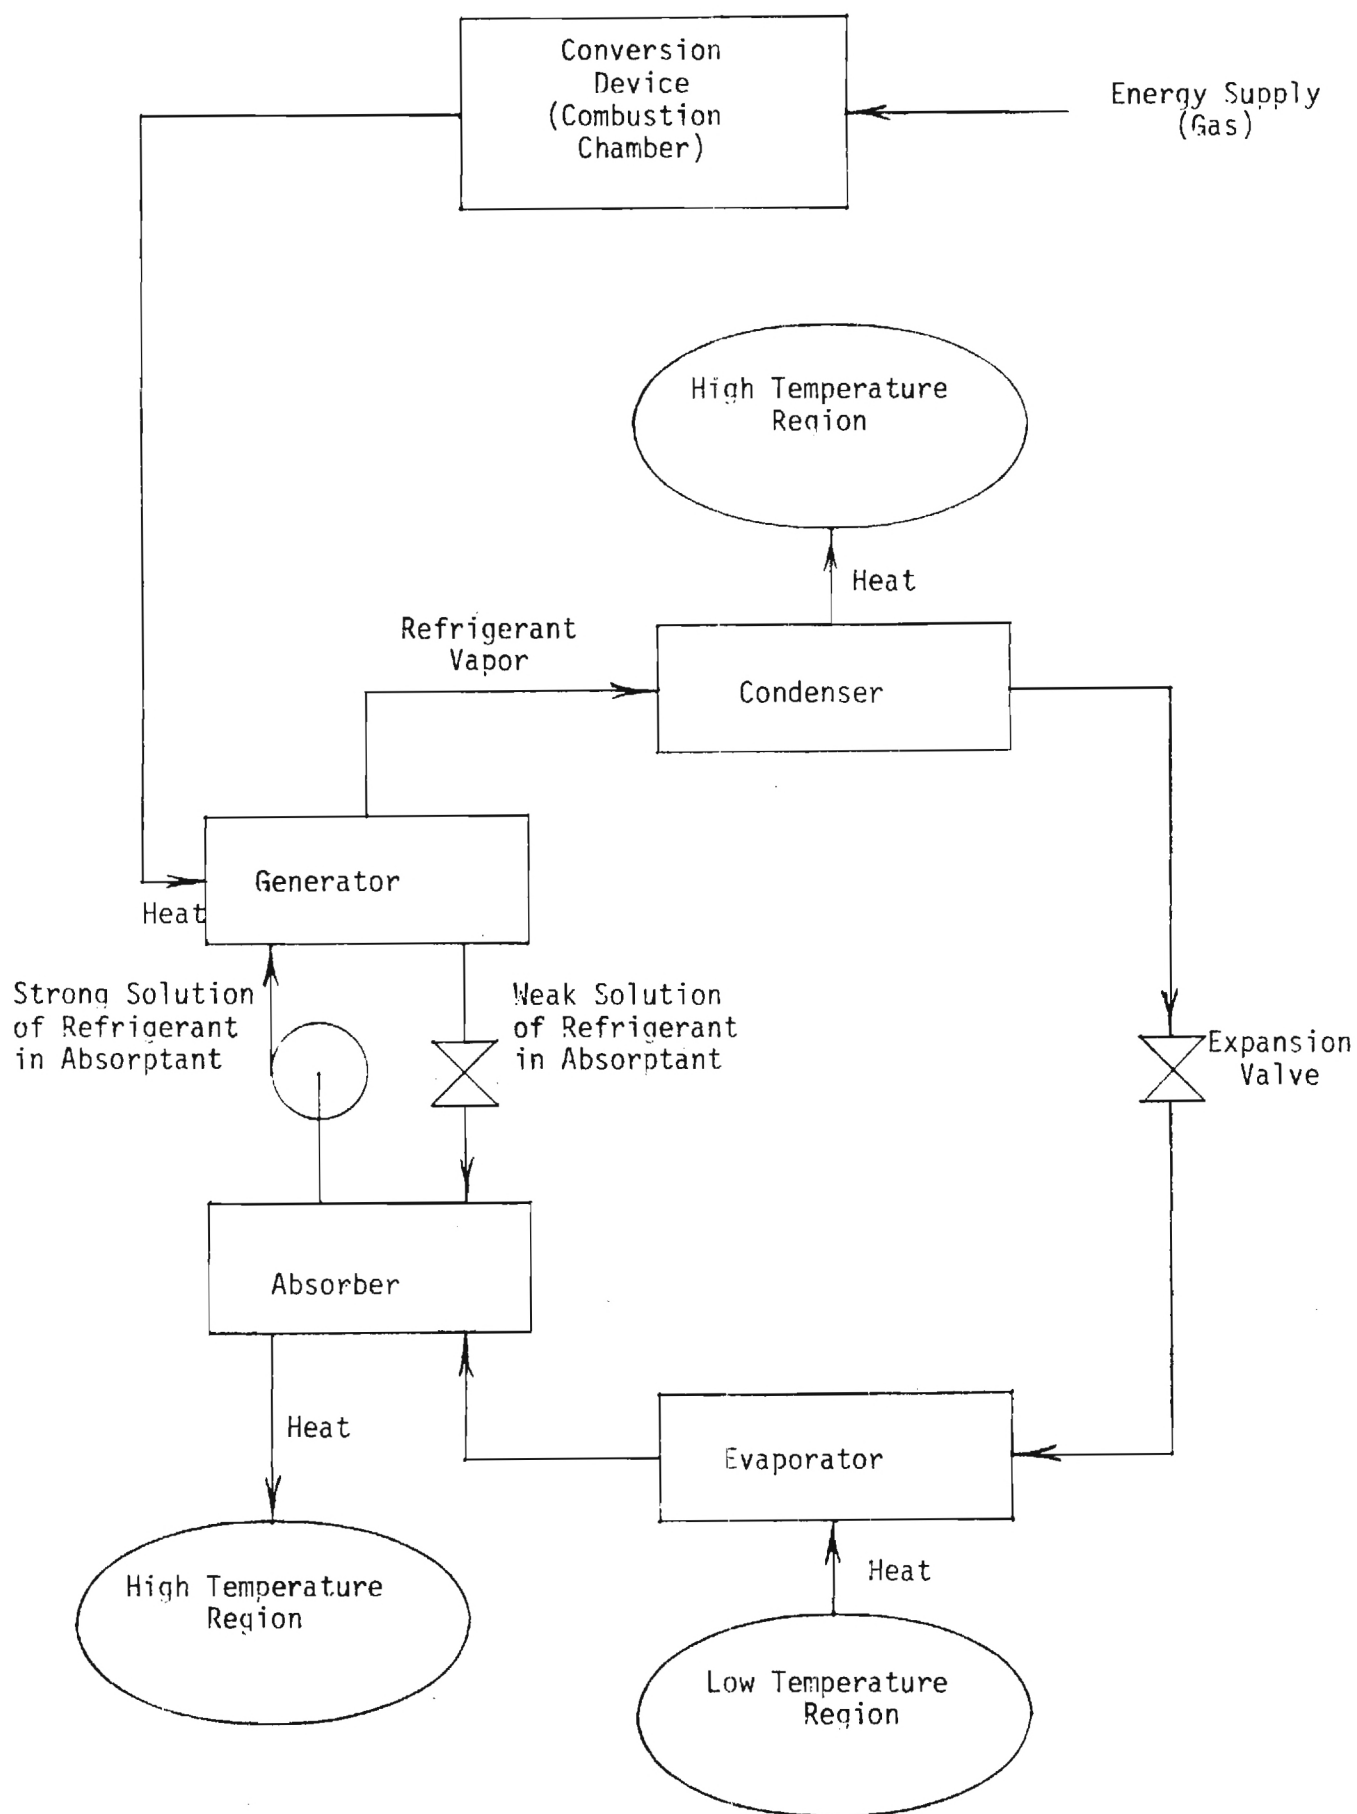 Conversion
Device
(Combustion
Chamber)
Energy Supply
(Gas)
High Temperature
Region
Heat
Refrigerant
Vapor
Condenser
Generator
Heat
Strong Solution
of Refrigerant
in Absorptant
Weak Solution
of Refrigerant
in Absorptant
Expansion
Valve
Absorber
Heat
Evaporator
Heat
High Temperature
Region
Low Temperature
Region